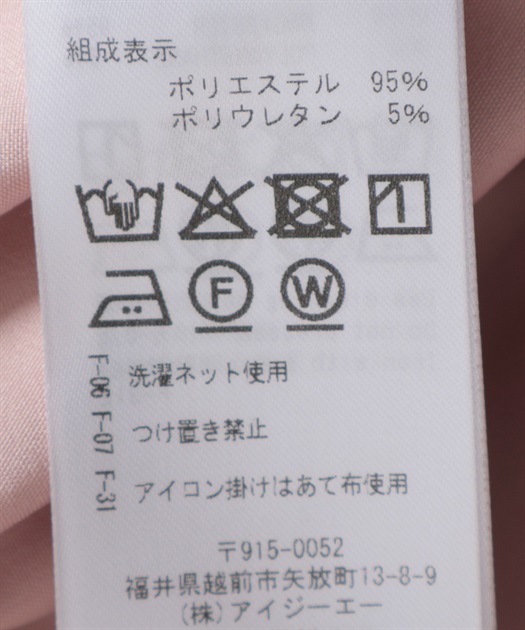 組成表示
ポリエステル 95%
ポリウレタン 5%
F W
F-06 洗濯ネット使用
F-07 つけ置き禁止
F-31 アイロン掛けはあて布使用
〒915-0052
福井県越前市矢放町13-8-9
(株)アイジーエー